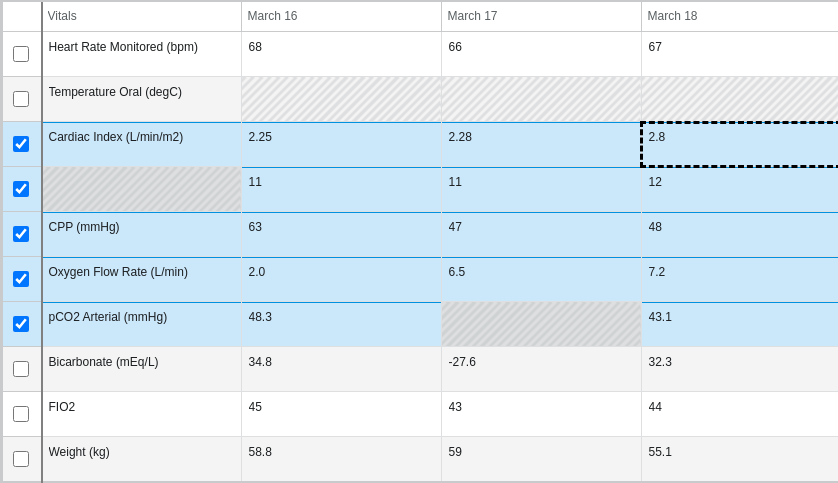 Vitals March 16 March 17 March 18
Heart Rate Monitored (bpm) 68 66 67
Temperature Oral (degC)
Cardiac Index (L/min/m2) 2.25 2.28 2.8
11 11 12
CPP (mmHg) 63 47 48
Oxygen Flow Rate (L/min) 2.0 6.5 7.2
pCO2 Arterial (mmHg) 48.3 43.1
Bicarbonate (mEq/L) 34.8 -27.6 32.3
FIO2 45 43 44
Weight (kg) 58.8 59 55.1